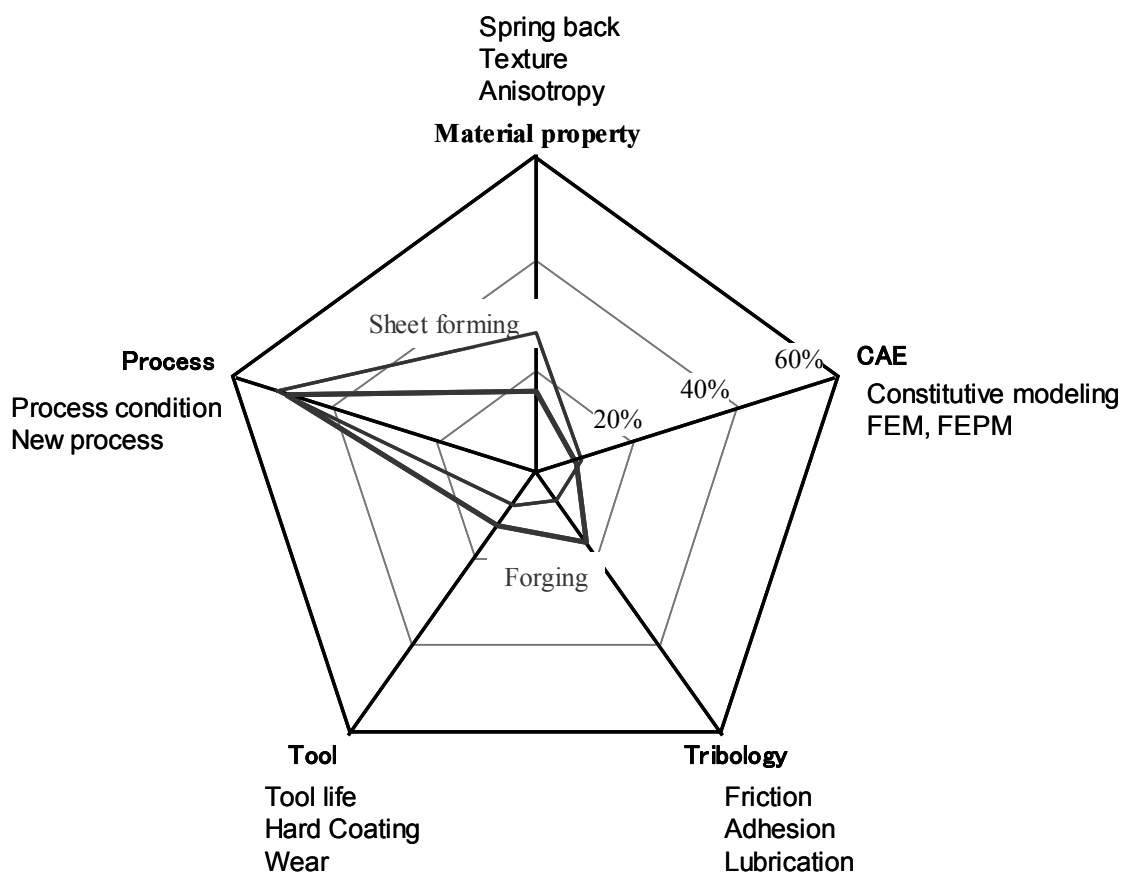 Spring back
Texture
Anisotropy
Material property
Sheet forming
Process
Process condition
New process
60%
40%
20%
CAE
Constitutive modeling
FEM, FEPM
Forging
Tool
Tool life
Hard Coating
Wear
Tribology
Friction
Adhesion
Lubrication